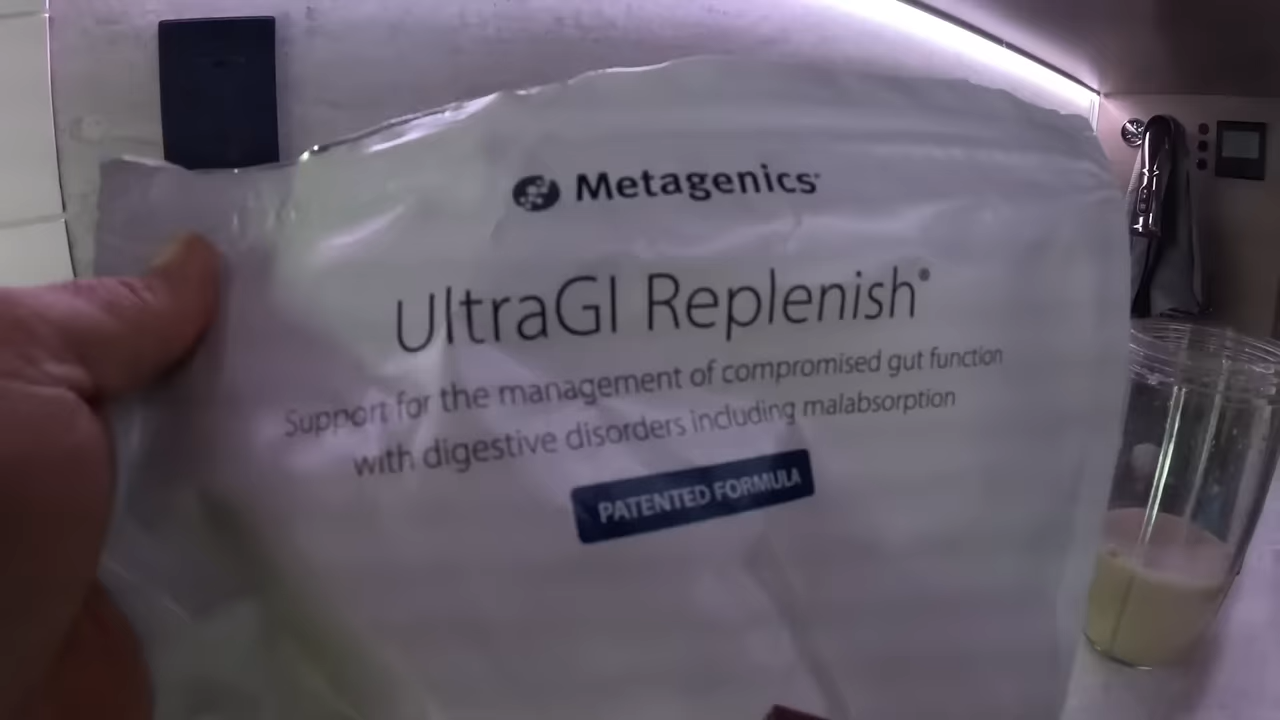 Metagenics
UltraGI Replenish®
Support for the management of compromised gut function
with digestive disorders including malabsorption
PATENTED FORMULA